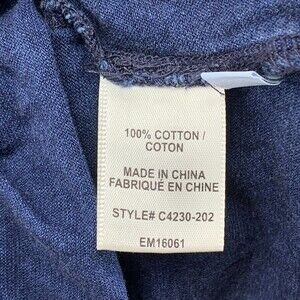 100% COTTON /
COTON
MADE IN CHINA
FABRIQUÉ EN CHINE
STYLE# C4230-202
EM16061